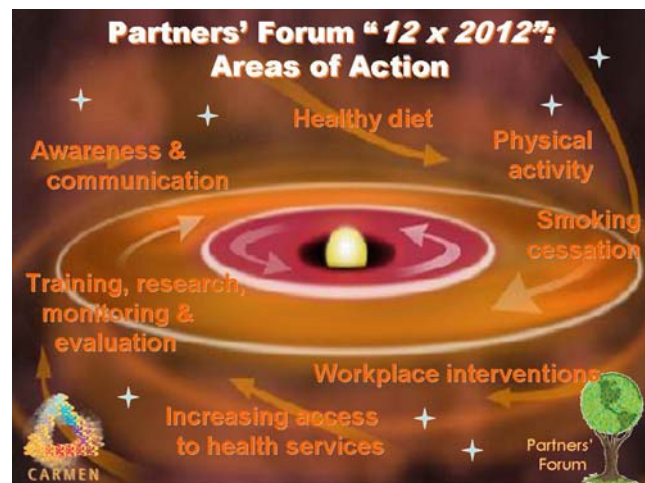 Partners' Forum “12 x 2012”:
Areas of Action
Healthy diet
Physical
activity
Awareness &
communication
Smoking
cessation
Training, research,
monitoring &
evaluation
Workplace interventions
Increasing access
to health services
CARMEN
Partners'
Forum